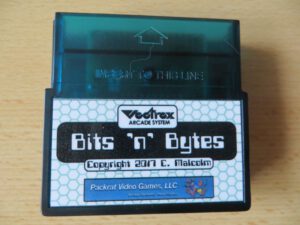 INSERT TO THIS LINE
Vectrex
ARCADE SYSTEM
Bits 'n' Bytes
Copyright 2017 C. Malcolm
Packrat Video Games, LLC